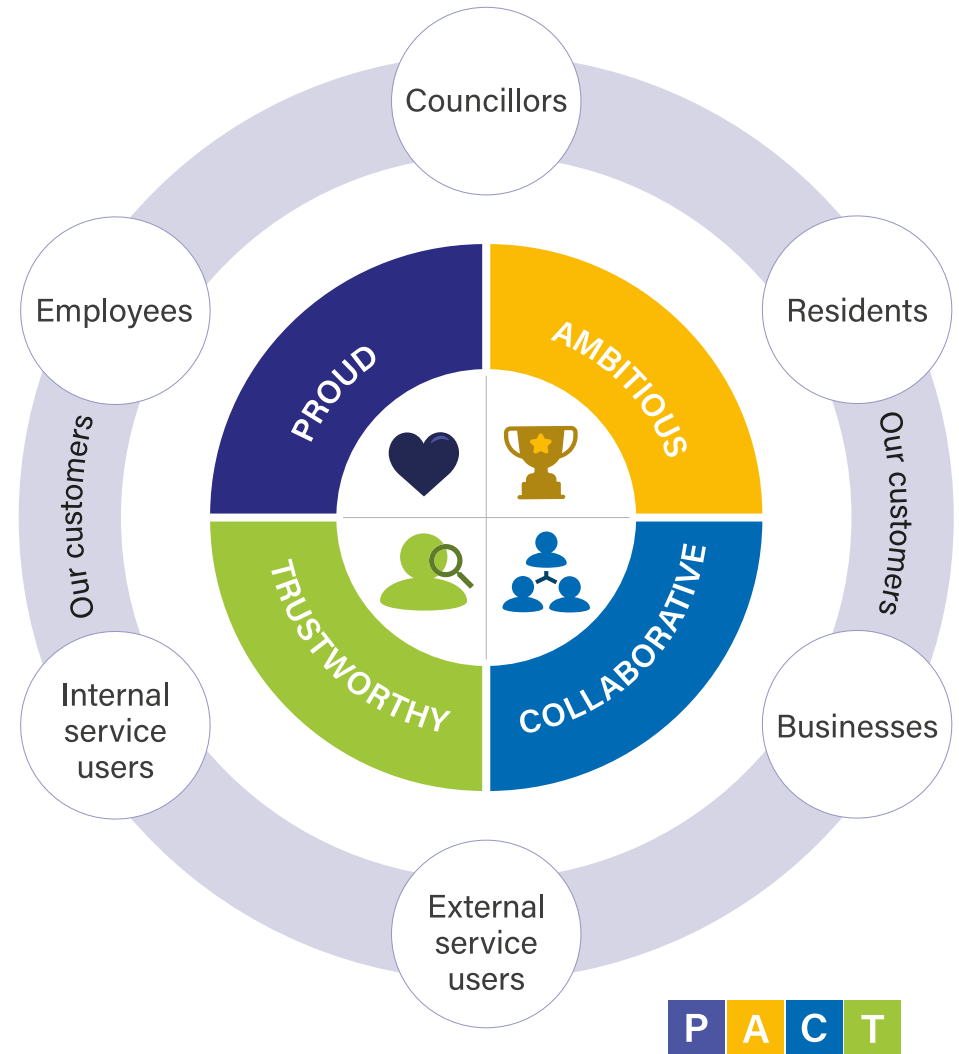 Councillors
Employees
Residents
PROUD
AMBITIOUS
Our customers
Our customers
TRUSTWORTHY
COLLABORATIVE
Internal
service
users
Businesses
External
service
users
P A C T